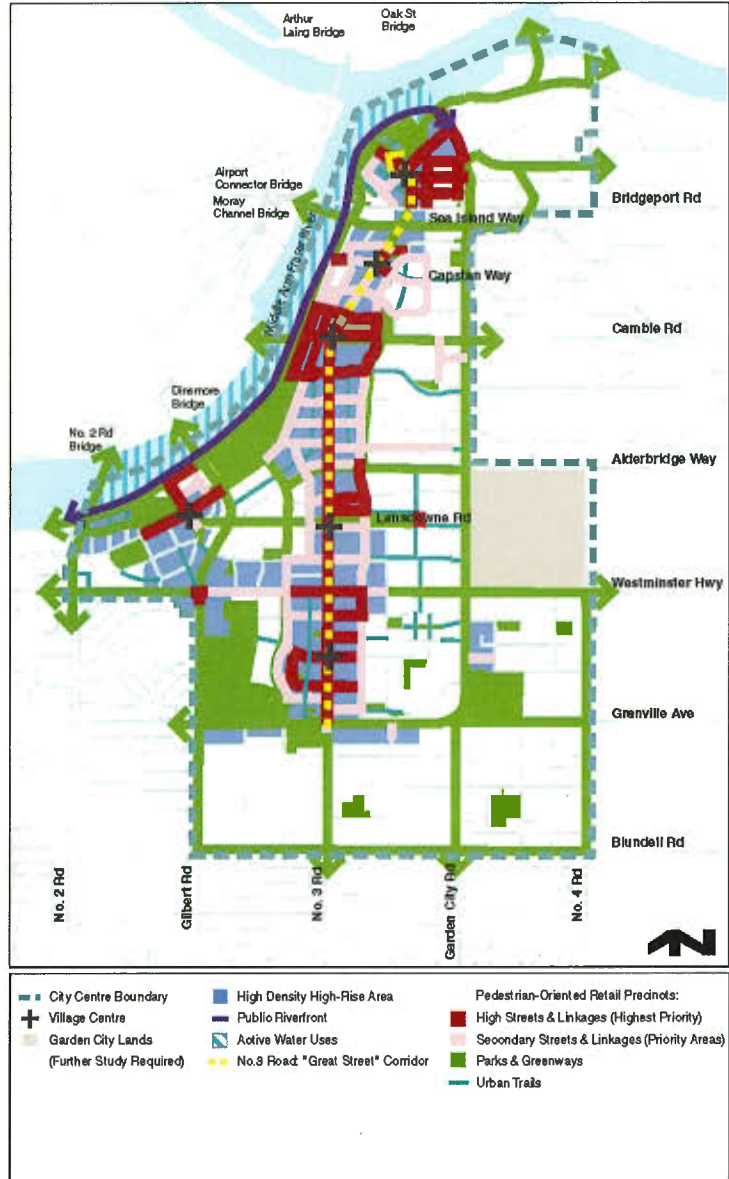 Arthur
Laing Bridge
Oak St
Bridge
Airport
Connector Bridge
Moray
Channel Bridge
Bridgeport Rd
Sea Island Way
Middle Arm Fraser River
Capstan Way
Cambie Rd
Dinsmore
Bridge
No. 2 Rd
Bridge
Alderbridge Way
Lansdowne Rd
Westminster Hwy
Granville Ave
Blundell Rd
No. 2 Rd
Gilbert Rd
No. 3 Rd
Garden City Rd
No. 4 Rd
N
City Centre Boundary
Village Centre
Garden City Lands
(Further Study Required)
High Density High-Rise Area
Public Riverfront
Active Water Uses
No.3 Road: "Great Street" Corridor
Pedestrian-Oriented Retail Precincts:
High Streets & Linkages (Highest Priority)
Secondary Streets & Linkages (Priority Areas)
Parks & Greenways
Urban Trails